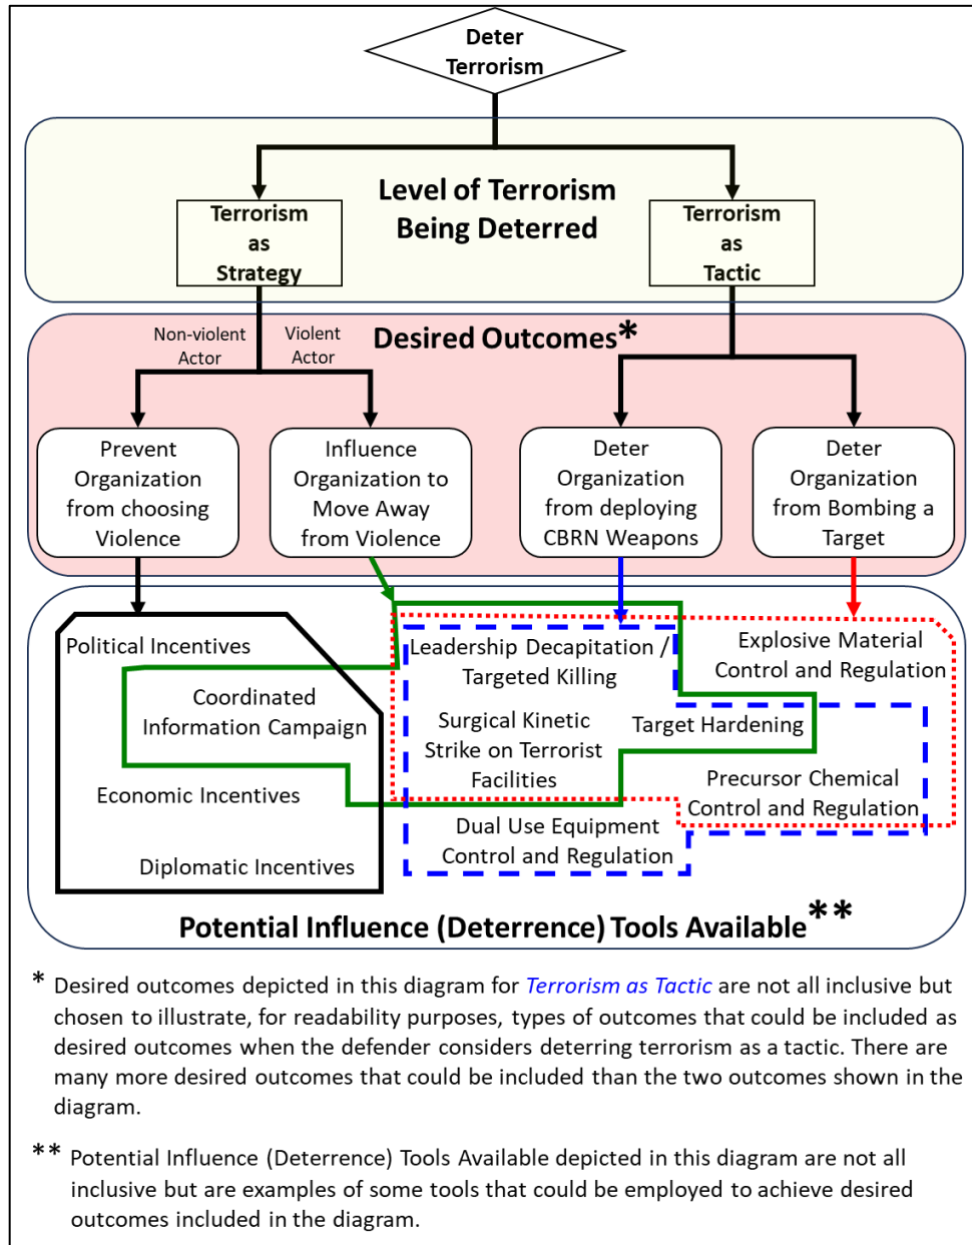 Deter
Terrorism
Level of Terrorism
Being Deterred
Terrorism
as
Strategy
Terrorism
as
Tactic
Desired Outcomes*
Non-violent
Actor
Violent
Actor
Prevent
Organization
from choosing
Violence
Influence
Organization to
Move Away
from Violence
Deter
Organization
from deploying
CBRN Weapons
Deter
Organization
from Bombing a
Target
Political Incentives
Coordinated
Information Campaign
Economic Incentives
Diplomatic Incentives
Leadership Decapitation /
Targeted Killing
Surgical Kinetic
Strike on Terrorist
Facilities
Dual Use Equipment
Control and Regulation
Explosive Material
Control and Regulation
Target Hardening
Precursor Chemical
Control and Regulation
Potential Influence (Deterrence) Tools Available**
* Desired outcomes depicted in this diagram for Terrorism as Tactic are not all inclusive but
chosen to illustrate, for readability purposes, types of outcomes that could be included as
desired outcomes when the defender considers deterring terrorism as a tactic. There are
many more desired outcomes that could be included than the two outcomes shown in the
diagram.
** Potential Influence (Deterrence) Tools Available depicted in this diagram are not all
inclusive but are examples of some tools that could be employed to achieve desired
outcomes included in the diagram.